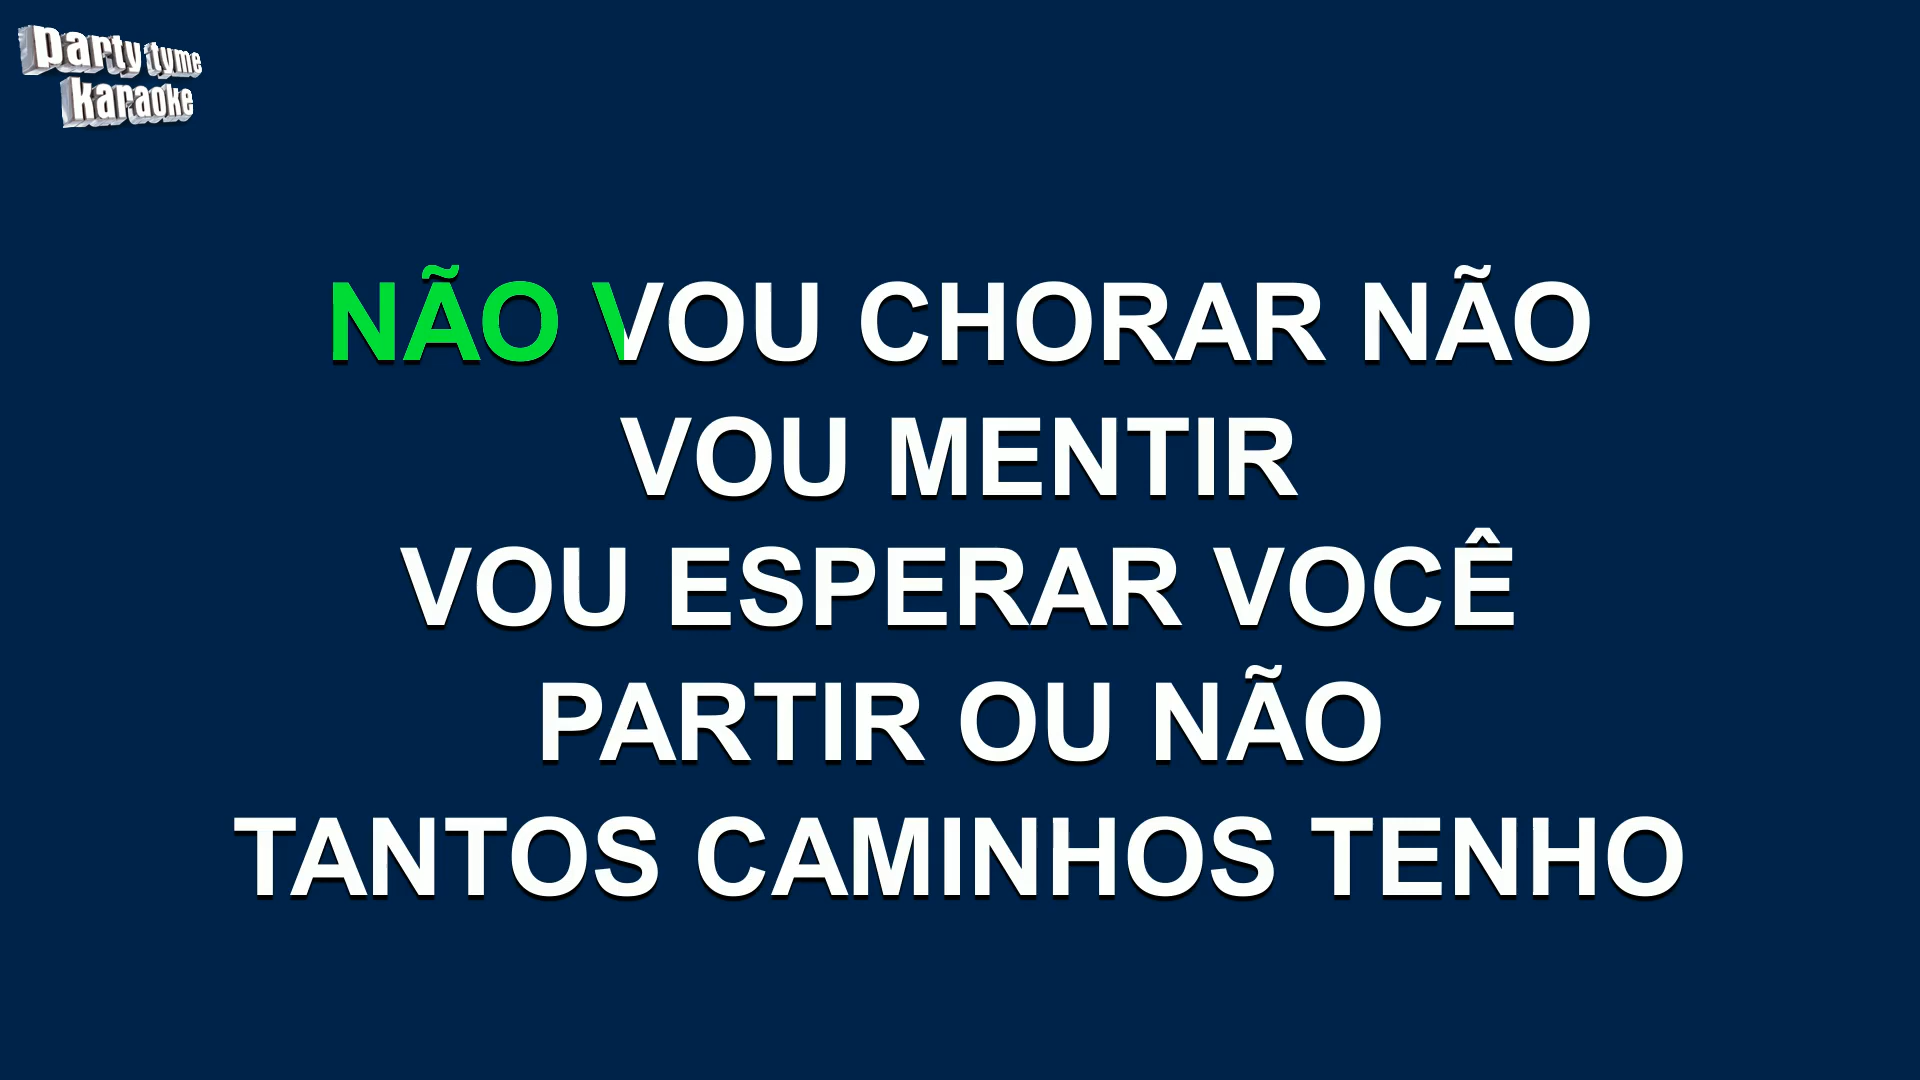 party tyme
karaoke
NÃO VOU CHORAR NÃO
VOU MENTIR
VOU ESPERAR VOCÊ
PARTIR OU NÃO
TANTOS CAMINHOS TENHO